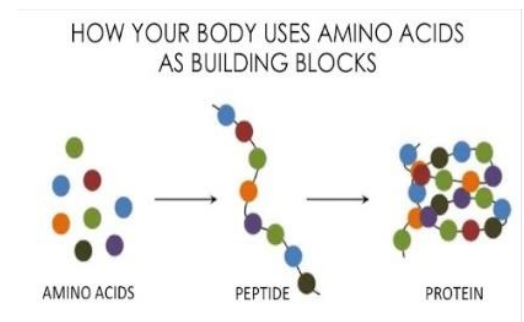 HOW YOUR BODY USES AMINO ACIDS
AS BUILDING BLOCKS
AMINO ACIDS
PEPTIDE
PROTEIN